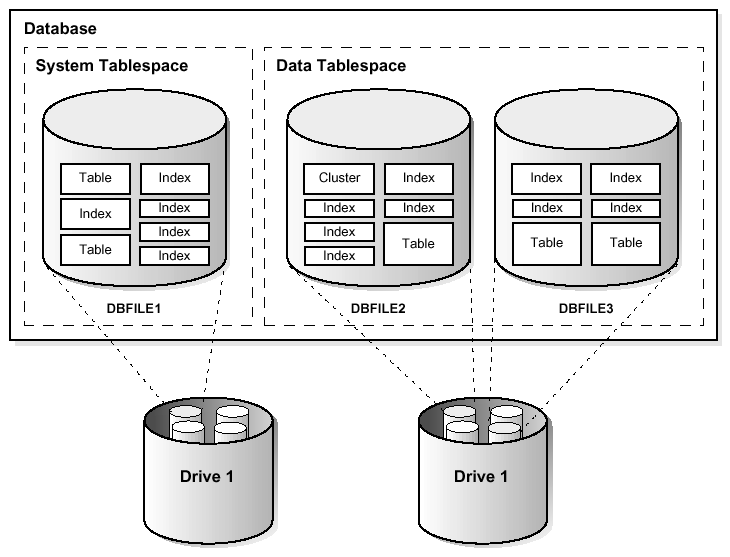 Database
System Tablespace
Data Tablespace
Table
Index
Index
Index
Index
Table
Index
DBFILE1
Cluster
Index
Index
Index
Index
Table
Index
DBFILE2
Index
Index
Index
Index
Table
Table
DBFILE3
Drive 1
Drive 1